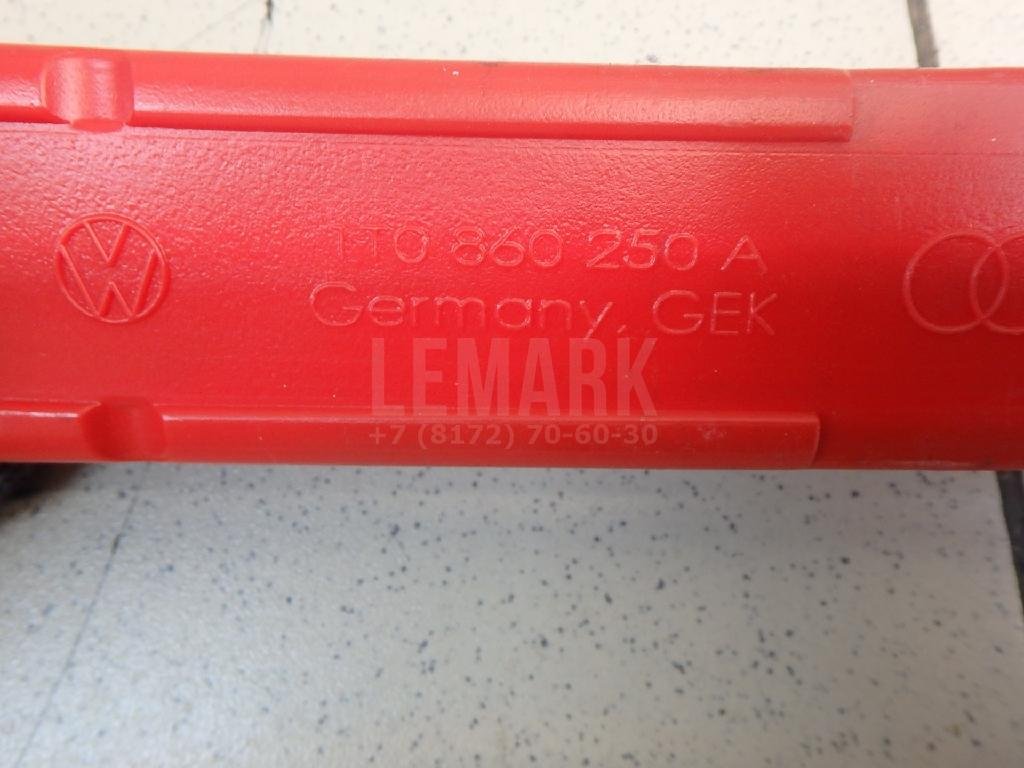 1T0 860 250 A
Germany, GEK
LEMARK
+7 (8172) 70-60-30